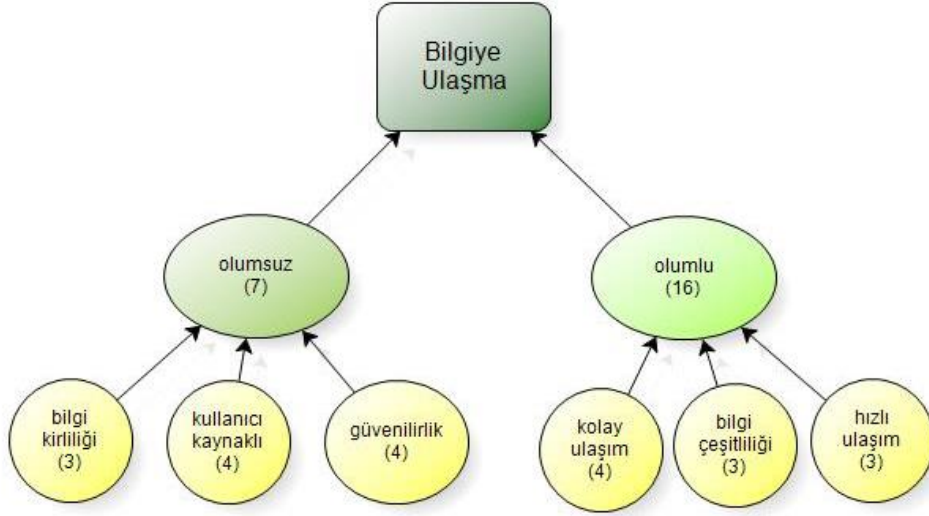 Bilgiye
Ulaşma
olumsuz
(7)
olumlu
(16)
bilgi
kirliliği
(3)
kullanıcı
kaynaklı
(4)
güvenilirlik
(4)
kolay
ulaşım
(4)
bilgi
çeşitliliği
(3)
hızlı
ulaşım
(3)